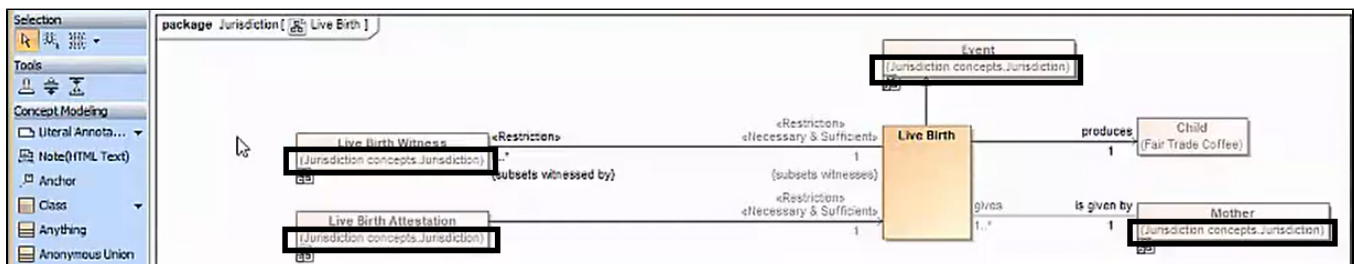 Selection
Tools
Concept Modeling
Literal Annota...
Note(HTML Text)
Anchor
Class
Anything
Anonymous Union
package Jurisdiction[ Live Birth ]
Event
(Jurisdiction concepts.Jurisdiction)
Live Birth Witness
(Jurisdiction concepts.Jurisdiction)
«Restriction»
..*
{subsets witnessed by}
«Restriction»
«Necessary & Sufficient»
1
{subsets witnesses}
Live Birth
produces
1
Child
(Fair Trade Coffee)
Live Birth Attestation
(Jurisdiction concepts.Jurisdiction)
«Restriction»
«Necessary & Sufficient»
1
gives
1..*
is given by
1
Mother
(Jurisdiction concepts.Jurisdiction)